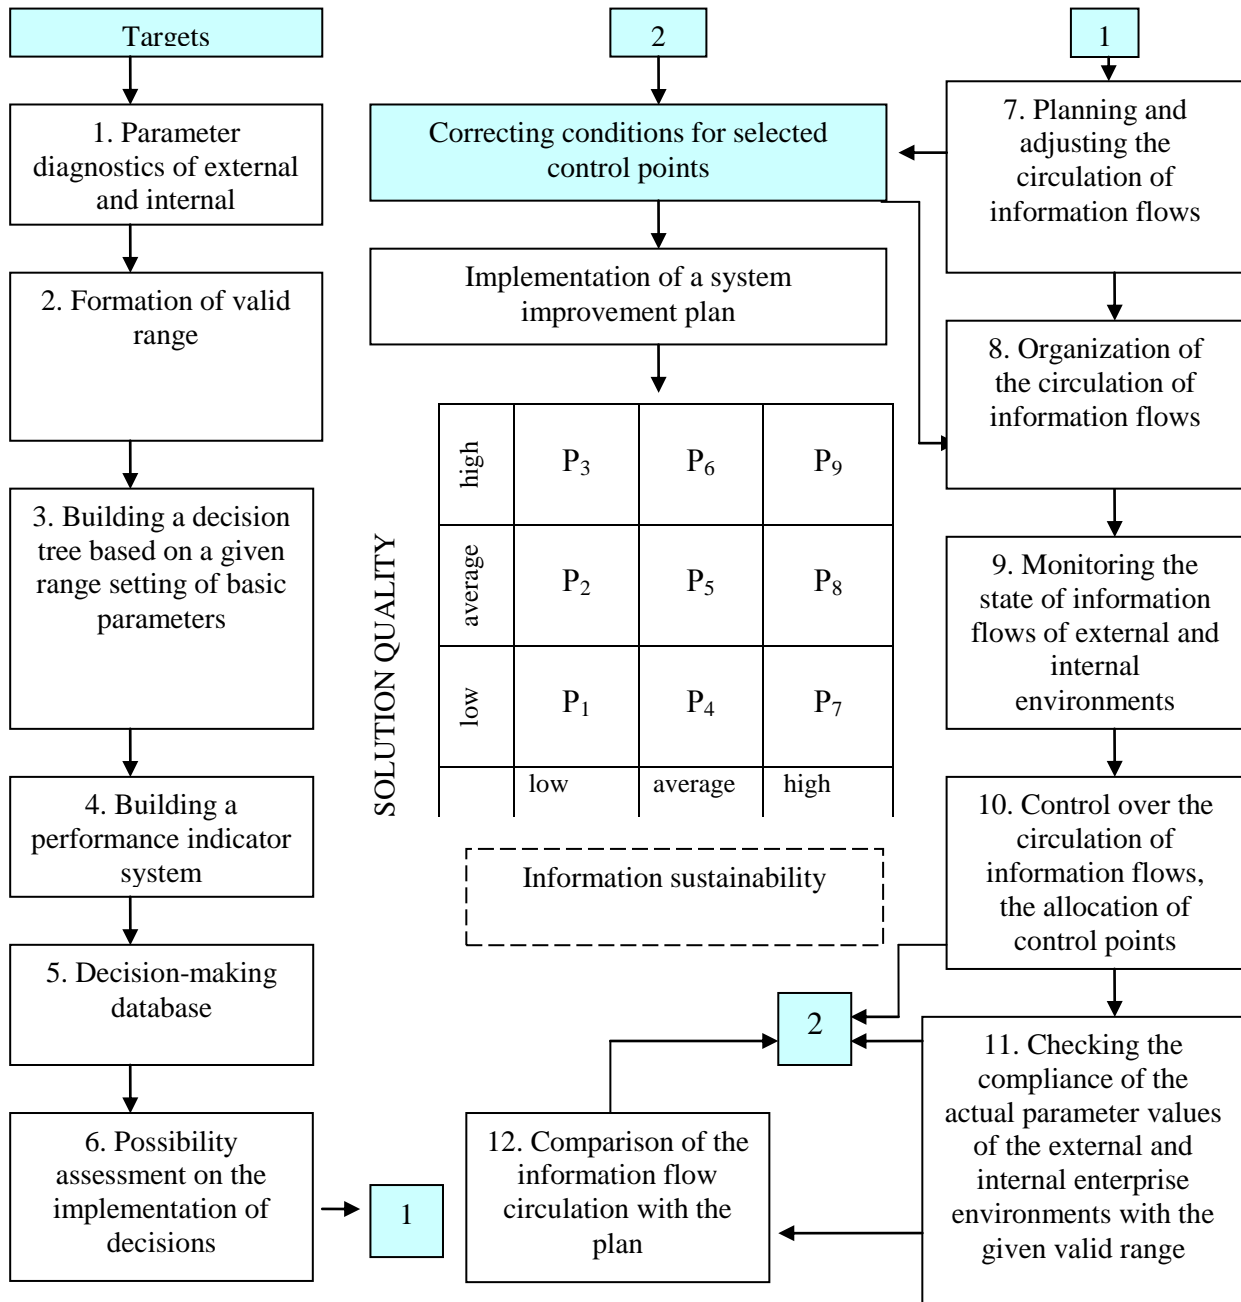 Targets
1. Parameter
diagnostics of external
and internal
2. Formation of valid
range
3. Building a decision
tree based on a given
range setting of basic
parameters
4. Building a
performance indicator
system
5. Decision-making
database
6. Possibility
assessment on the
implementation of
decisions
1
2
Correcting conditions for selected
control points
Implementation of a system
improvement plan
SOLUTION QUALITY
high
P3
P6
P9
average
P2
P5
P8
low
P1
P4
P7
low
average
high
Information sustainability
2
12. Comparison of the
information flow
circulation with the
plan
1
7. Planning and
adjusting the
circulation of
information flows
8. Organization of
the circulation of
information flows
9. Monitoring the
state of information
flows of external and
internal
environments
10. Control over the
circulation of
information flows,
the allocation of
control points
11. Checking the
compliance of the
actual parameter values
of the external and
internal enterprise
environments with the
given valid range